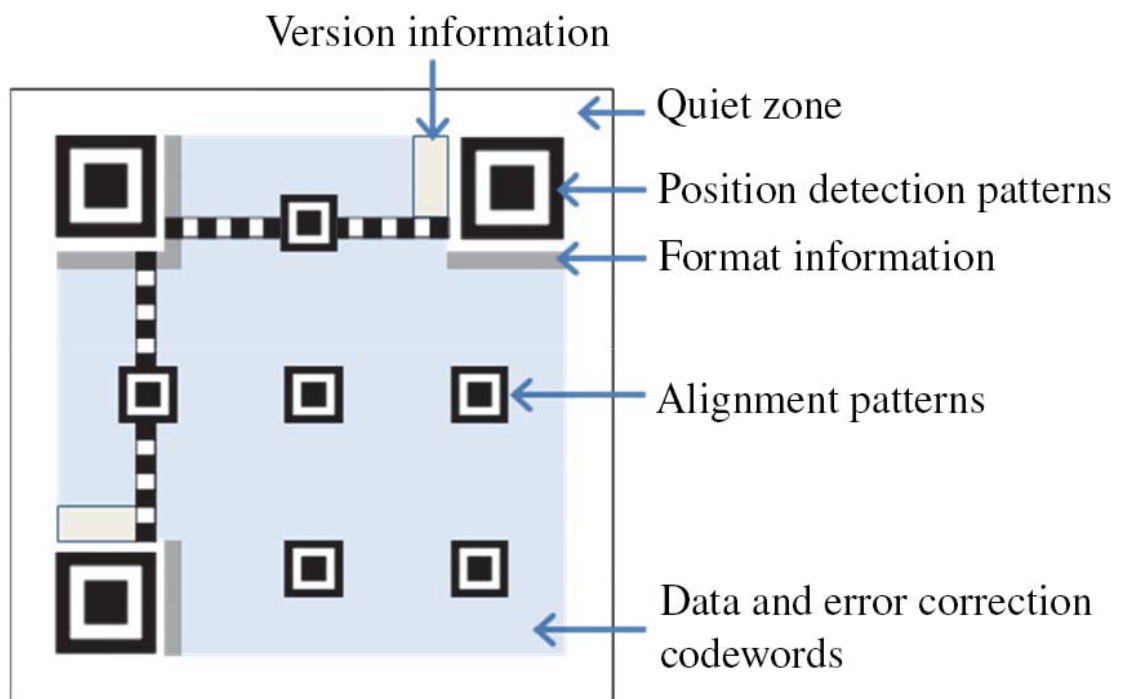 Version information
Quiet zone
Position detection patterns
Format information
Alignment patterns
Data and error correction
codewords